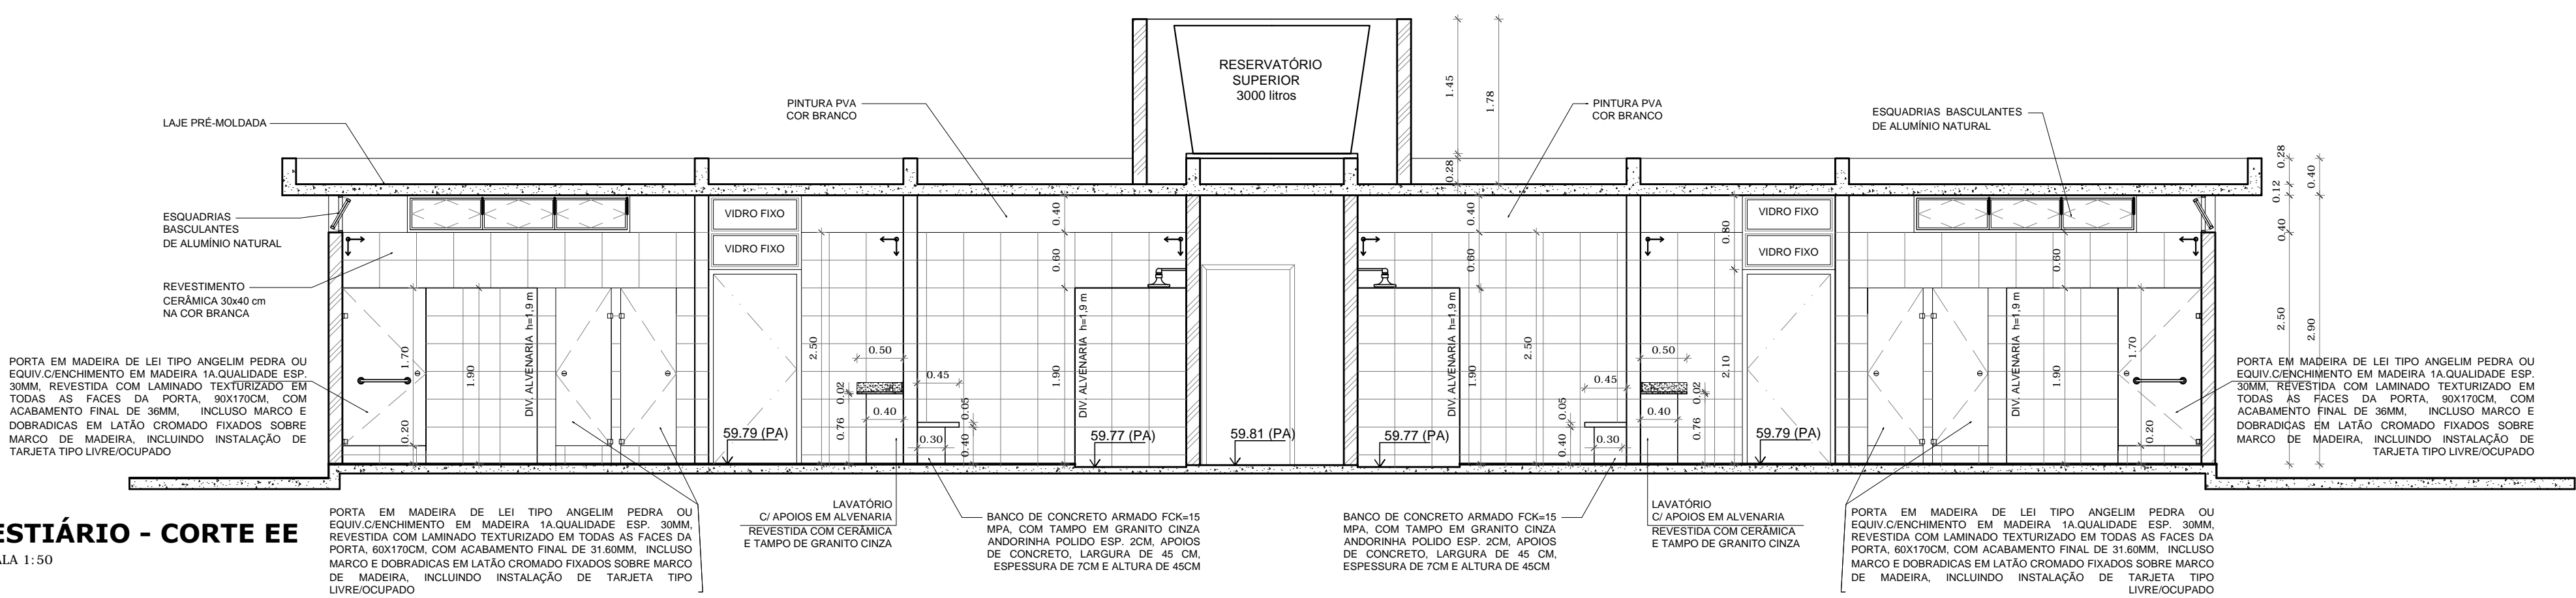 RESERVATÓRIO
SUPERIOR
3000 litros
1.45
1.78
0.28
LAJE PRÉ-MOLDADA
PINTURA PVA
COR BRANCO
PINTURA PVA
COR BRANCO
ESQUADRIAS BASCULANTES
DE ALUMÍNIO NATURAL
0.28
0.12
0.40
0.40
2.50
2.90
ESQUADRIAS
BASCULANTES
DE ALUMÍNIO NATURAL
REVESTIMENTO
CERÂMICA 30x40 cm
NA COR BRANCA
PORTA EM MADEIRA DE LEI TIPO ANGELIM PEDRA OU
EQUIV.C/ENCHIMENTO EM MADEIRA 1A.QUALIDADE ESP.
30MM, REVESTIDA COM LAMINADO TEXTURIZADO EM
TODAS AS FACES DA PORTA, 90X170CM, COM
ACABAMENTO FINAL DE 36MM, INCLUSO MARCO E
DOBRADICAS EM LATÃO CROMADO FIXADOS SOBRE
MARCO DE MADEIRA, INCLUINDO INSTALAÇÃO DE
TARJETA TIPO LIVRE/OCUPADO
1.70
0.20
1.90
DIV. ALVENARIA h=1,9 m
VIDRO FIXO
VIDRO FIXO
59.79 (PA)
2.50
0.50
0.02
0.40
0.76
0.45
0.05
0.30
0.40
0.40
0.60
1.90
DIV. ALVENARIA h=1,9 m
59.77 (PA)
59.81 (PA)
59.77 (PA)
DIV. ALVENARIA h=1,9 m
0.40
0.60
1.90
2.50
0.45
0.05
0.30
0.40
0.50
0.02
0.40
0.76
0.80
2.10
VIDRO FIXO
VIDRO FIXO
59.79 (PA)
DIV. ALVENARIA h=1,9 m
0.60
1.90
1.70
0.20
PORTA EM MADEIRA DE LEI TIPO ANGELIM PEDRA OU
EQUIV.C/ENCHIMENTO EM MADEIRA 1A.QUALIDADE ESP.
30MM, REVESTIDA COM LAMINADO TEXTURIZADO EM
TODAS AS FACES DA PORTA, 90X170CM, COM
ACABAMENTO FINAL DE 36MM, INCLUSO MARCO E
DOBRADICAS EM LATÃO CROMADO FIXADOS SOBRE
MARCO DE MADEIRA, INCLUINDO INSTALAÇÃO DE
TARJETA TIPO LIVRE/OCUPADO
ESTIÁRIO - CORTE EE
ALA 1:50
PORTA EM MADEIRA DE LEI TIPO ANGELIM PEDRA OU
EQUIV.C/ENCHIMENTO EM MADEIRA 1A.QUALIDADE ESP. 30MM,
REVESTIDA COM LAMINADO TEXTURIZADO EM TODAS AS FACES DA
PORTA, 60X170CM, COM ACABAMENTO FINAL DE 31.60MM, INCLUSO
MARCO E DOBRADICAS EM LATÃO CROMADO FIXADOS SOBRE MARCO
DE MADEIRA, INCLUINDO INSTALAÇÃO DE TARJETA TIPO
LIVRE/OCUPADO
LAVATÓRIO
C/ APOIOS EM ALVENARIA
REVESTIDA COM CERÂMICA
E TAMPO DE GRANITO CINZA
BANCO DE CONCRETO ARMADO FCK=15
MPA, COM TAMPO EM GRANITO CINZA
ANDORINHA POLIDO ESP. 2CM, APOIOS
DE CONCRETO, LARGURA DE 45 CM,
ESPESSURA DE 7CM E ALTURA DE 45CM
BANCO DE CONCRETO ARMADO FCK=15
MPA, COM TAMPO EM GRANITO CINZA
ANDORINHA POLIDO ESP. 2CM, APOIOS
DE CONCRETO, LARGURA DE 45 CM,
ESPESSURA DE 7CM E ALTURA DE 45CM
LAVATÓRIO
C/ APOIOS EM ALVENARIA
REVESTIDA COM CERÂMICA
E TAMPO DE GRANITO CINZA
PORTA EM MADEIRA DE LEI TIPO ANGELIM PEDRA OU
EQUIV.C/ENCHIMENTO EM MADEIRA 1A.QUALIDADE ESP. 30MM,
REVESTIDA COM LAMINADO TEXTURIZADO EM TODAS AS FACES DA
PORTA, 60X170CM, COM ACABAMENTO FINAL DE 31.60MM, INCLUSO
MARCO E DOBRADICAS EM LATÃO CROMADO FIXADOS SOBRE MARCO
DE MADEIRA, INCLUINDO INSTALAÇÃO DE TARJETA TIPO
LIVRE/OCUPADO